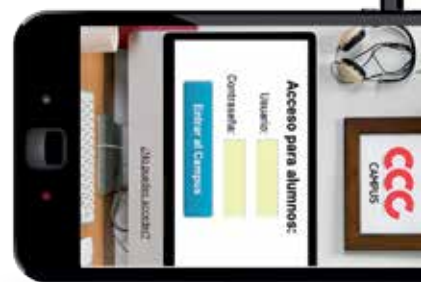 CCC
CAMPUS
Acceso para alumnos:
Usuario:
Contraseña:
Entrar al Campus
¿No puedes acceder?